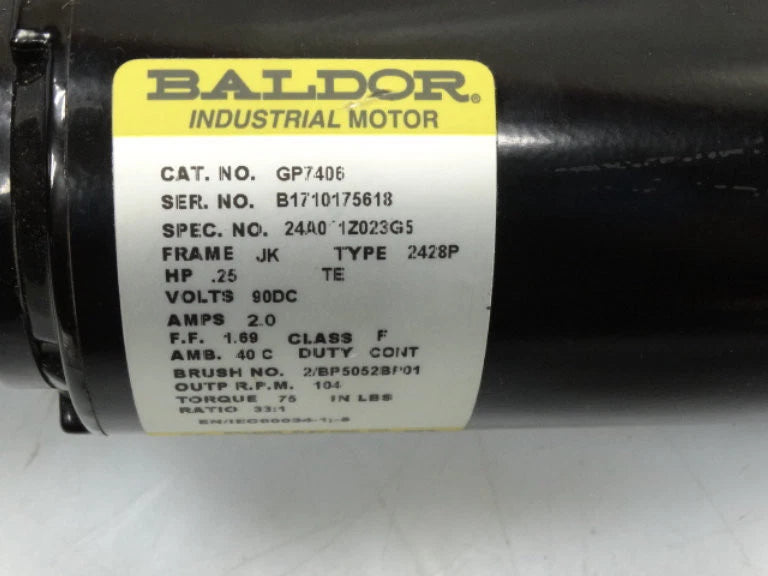 BALDOR®
INDUSTRIAL MOTOR
CAT. NO. GP7406
SER. NO. B1710175618
SPEC. NO.
FRAME JK TYPE 2428P
HP .25 TE
VOLTS 90DC
AMPS 2.0
F.F. 1.69 CLASS F
AMB. 40 C DUTY CONT
BRUSH NO. 2/BP5052BP01
OUTP R.P.M. 104
TORQUE 75 IN LBS
RATIO 33:1